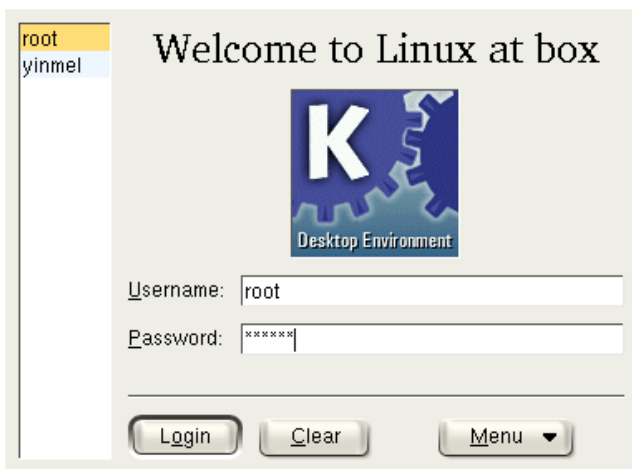 root
yinmel
Welcome to Linux at box
K
Desktop Environment
Username: root
Password: ******
Login Clear Menu